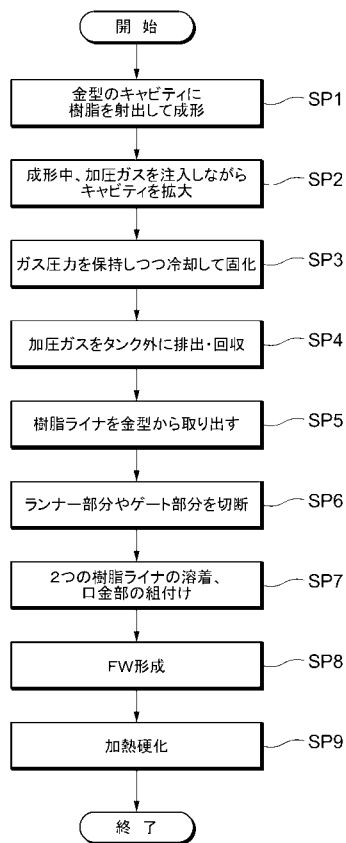 開 始
金型のキャビティに
樹脂を射出して成形
SP1
成形中、加圧ガスを注入しながら
キャビティを拡大
SP2
ガス圧力を保持しつつ冷却して固化
SP3
加圧ガスをタンク外に排出・回収
SP4
樹脂ライナを金型から取り出す
SP5
ランナー部分やゲート部分を切断
SP6
2つの樹脂ライナの溶着、
口金部の組付け
SP7
FW形成
SP8
加熱硬化
SP9
終 了